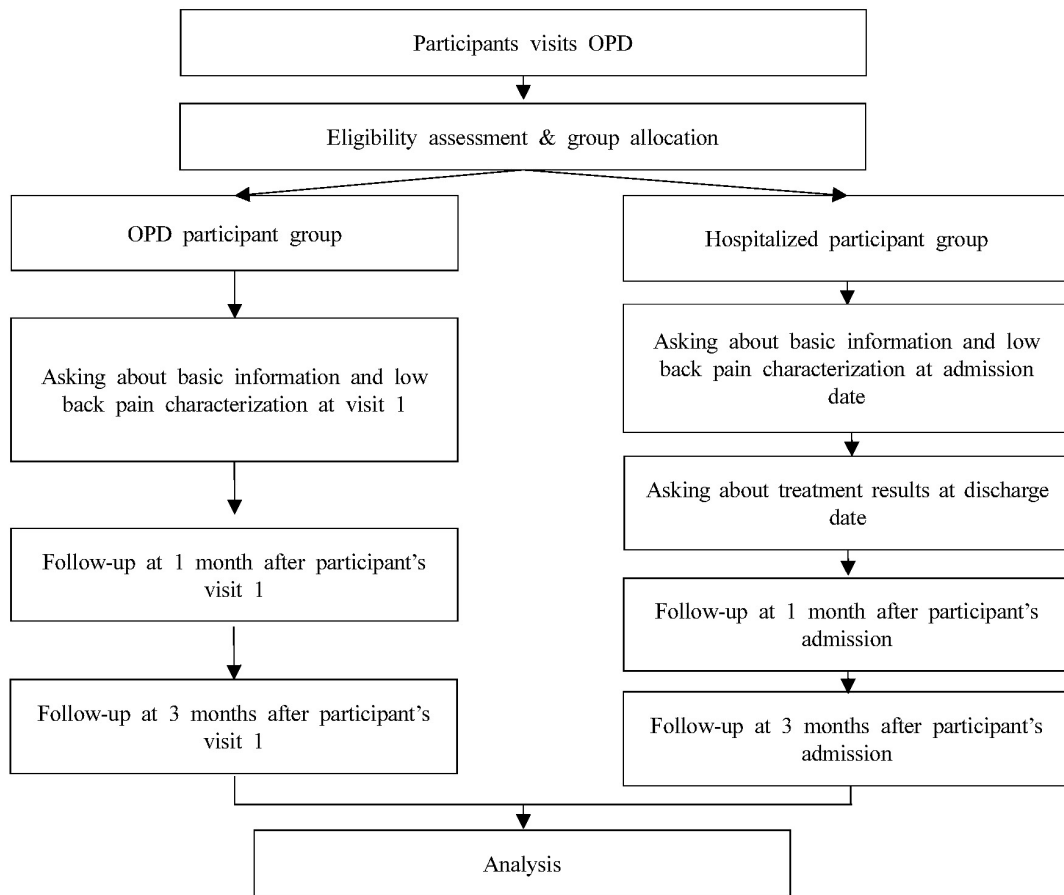 Participants visits OPD
Eligibility assessment & group allocation
OPD participant group
Asking about basic information and low
back pain characterization at visit 1
Follow-up at 1 month after participant’s
visit 1
Follow-up at 3 months after participant’s
visit 1
Hospitalized participant group
Asking about basic information and low
back pain characterization at admission
date
Asking about treatment results at discharge
date
Follow-up at 1 month after participant’s
admission
Follow-up at 3 months after participant’s
admission
Analysis